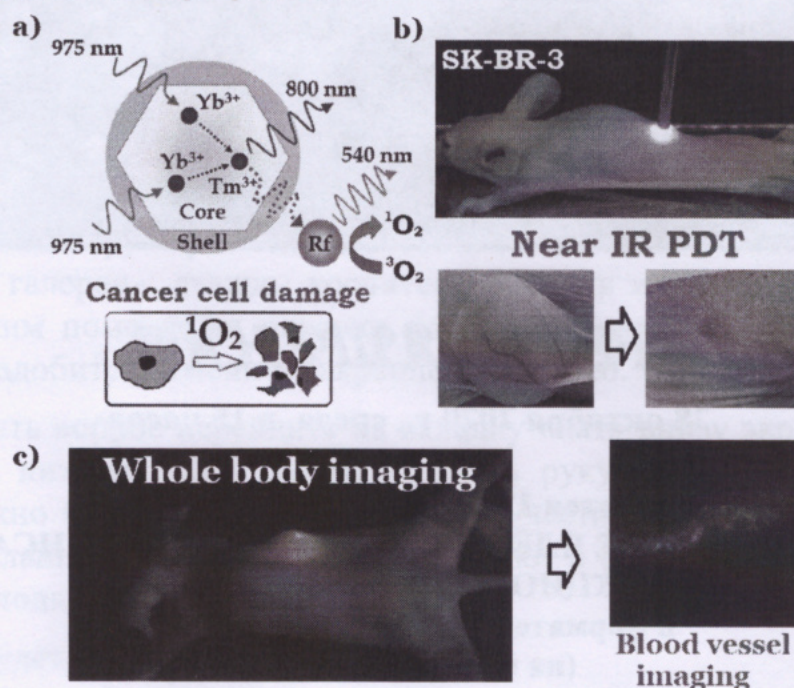 a)
975 nm
Yb³⁺
800 nm
Yb³⁺
Tm³⁺
540 nm
Core
975 nm
Shell
Rf
¹O₂
³O₂
Cancer cell damage
¹O₂
b)
SK-BR-3
Near IR PDT
c)
Whole body imaging
Blood vessel
imaging